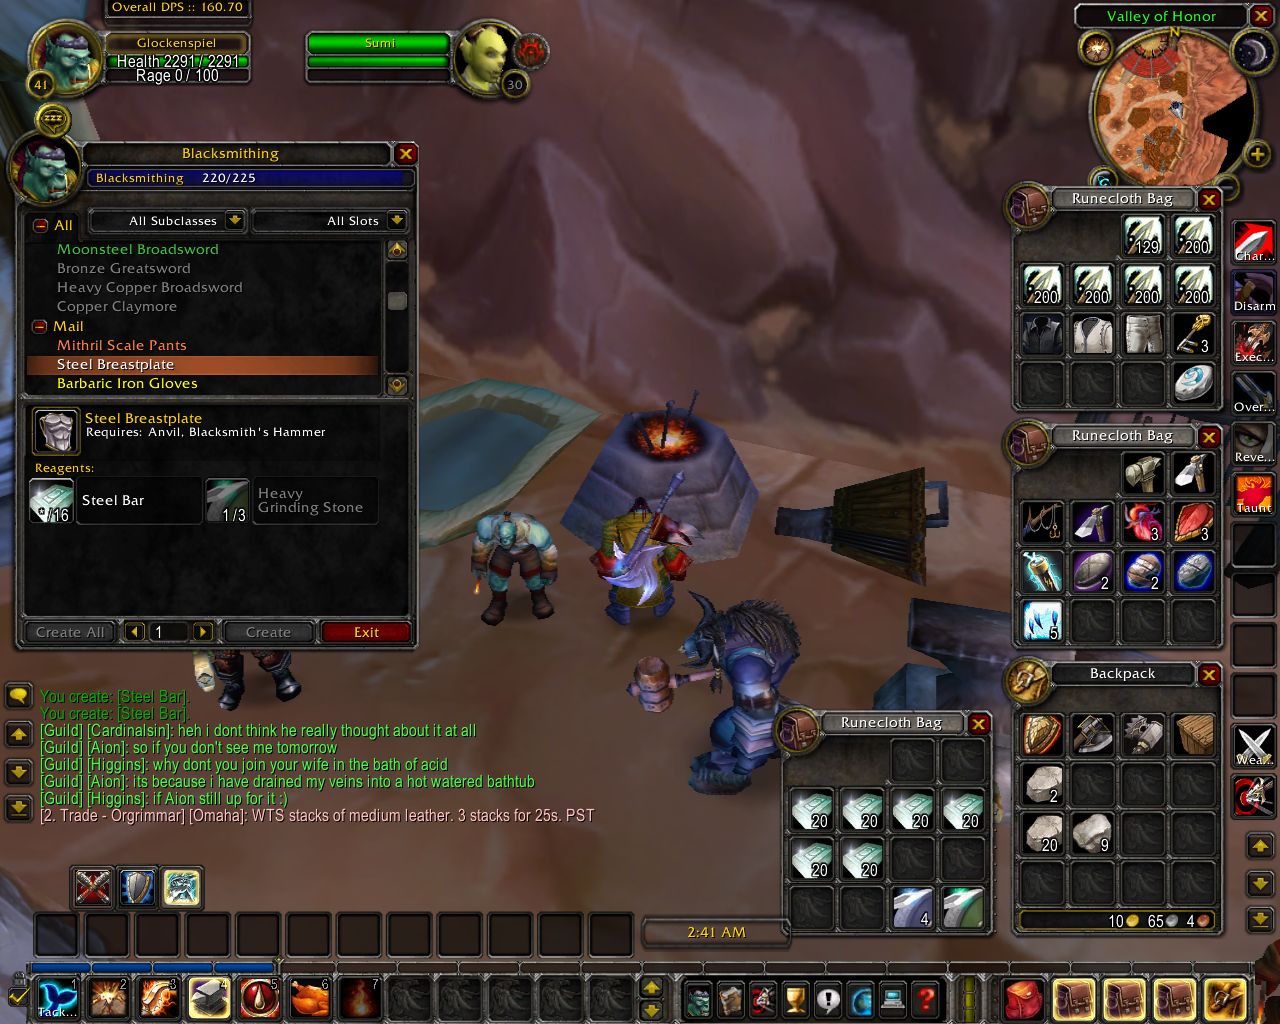 Overall DPS :: 160.70
Glockenspiel
Health 2291 / 2291
Rage 0 / 100
41
Sumi
30
Valley of Honor
N
zzz
Blacksmithing
Blacksmithing 220/225
All
All Subclasses
All Slots
Moonsteel Broadsword
Bronze Greatsword
Heavy Copper Broadsword
Copper Claymore
Mail
Mithril Scale Pants
Steel Breastplate
Barbaric Iron Gloves
Steel Breastplate
Requires: Anvil, Blacksmith's Hammer
Reagents:
* /16
Steel Bar
1 /3
Heavy
Grinding Stone
Create All
1
Create
Exit
You create: [Steel Bar].
You create: [Steel Bar].
[Guild] [Cardinalsin]: heh i dont think he really thought about it at all
[Guild] [Aion]: so if you don't see me tomorrow
[Guild] [Higgins]: why dont you join your wife in the bath of acid
[Guild] [Aion]: its because i have drained my veins into a hot watered bathtub
[Guild] [Higgins]: if Aion still up for it :)
[2. Trade - Orgrimmar] [Omaha]: WTS stacks of medium leather. 3 stacks for 25s. PST
Runecloth Bag
129 200
200 200 200 200
3
Runecloth Bag
3 3
2 2
5
Backpack
2
20 9
10 65 4
Runecloth Bag
20 20 20 20
20 20
4
Char...
Disarm
Exec...
Over...
Reve...
Taunt
Wea...
2:41 AM
1 2 3 4 5 6 7
Tack...